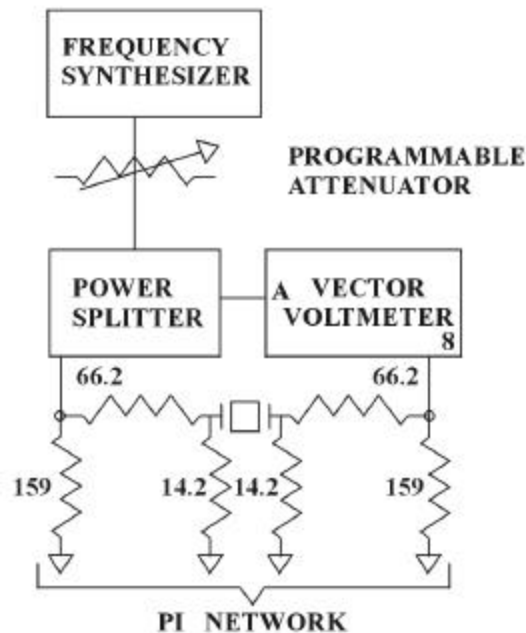 FREQUENCY
SYNTHESIZER
PROGRAMMABLE
ATTENUATOR
POWER
SPLITTER
A VECTOR
VOLTMETER
8
66.2 66.2
159 14.2 14.2 159
PI NETWORK